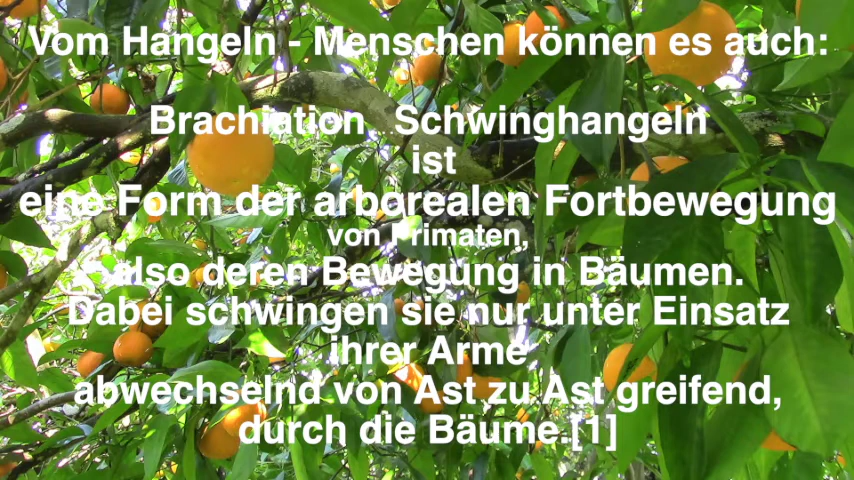 Vom Hangeln - Menschen können es auch:
Brachiation Schwinghangeln
ist
eine Form der arborealen Fortbewegung
von Primaten,
also deren Bewegung in Bäumen.
Dabei schwingen sie nur unter Einsatz
ihrer Arme
abwechselnd von Ast zu Ast greifend,
durch die Bäume.[1]